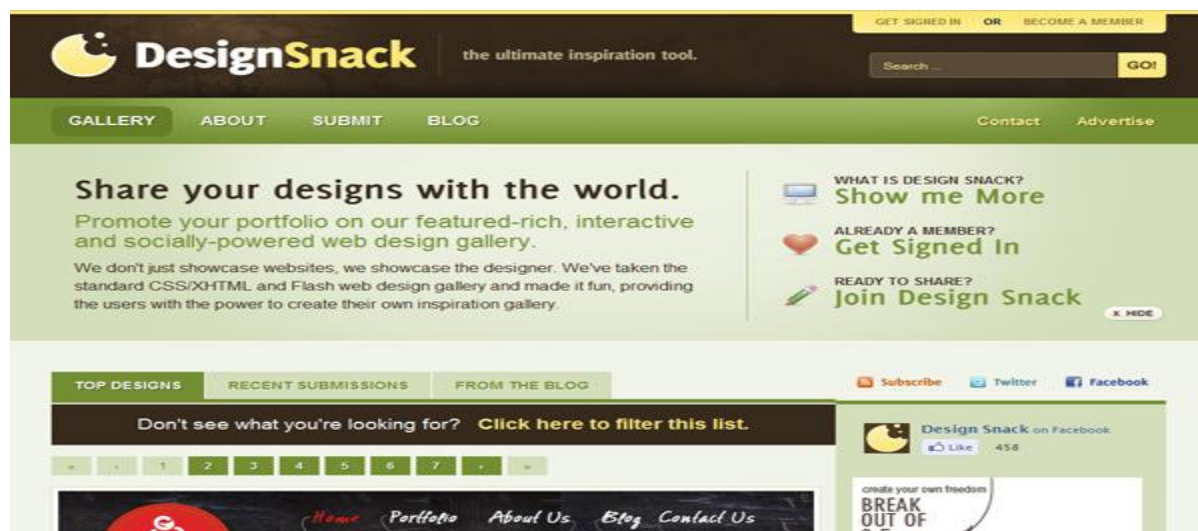 GET SIGNED IN OR BECOME A MEMBER
DesignSnack
the ultimate inspiration tool.
Search ...
GO!
GALLERY ABOUT SUBMIT BLOG
Contact Advertise
Share your designs with the world.
Promote your portfolio on our featured-rich, interactive
and socially-powered web design gallery.
We don't just showcase websites, we showcase the designer. We've taken the
standard CSS/XHTML and Flash web design gallery and made it fun, providing
the users with the power to create their own inspiration gallery.
WHAT IS DESIGN SNACK?
Show me More
ALREADY A MEMBER?
Get Signed In
READY TO SHARE?
Join Design Snack
X HIDE
TOP DESIGNS RECENT SUBMISSIONS FROM THE BLOG
Subscribe Twitter Facebook
Don't see what you're looking for? Click here to filter this list.
« ‹ 1 2 3 4 5 6 7 › »
Design Snack on Facebook
Like 458
Home Portfolio About Us Blog Contact Us
create your own freedom
BREAK
OUT OF